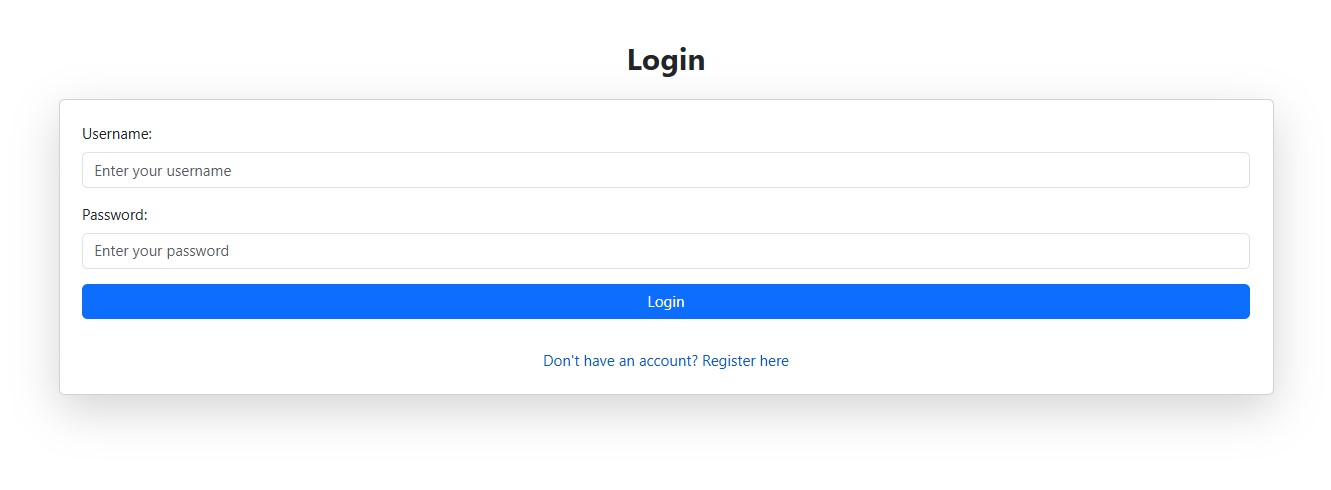 Login
Username:
Enter your username
Password:
Enter your password
Login
Don't have an account? Register here